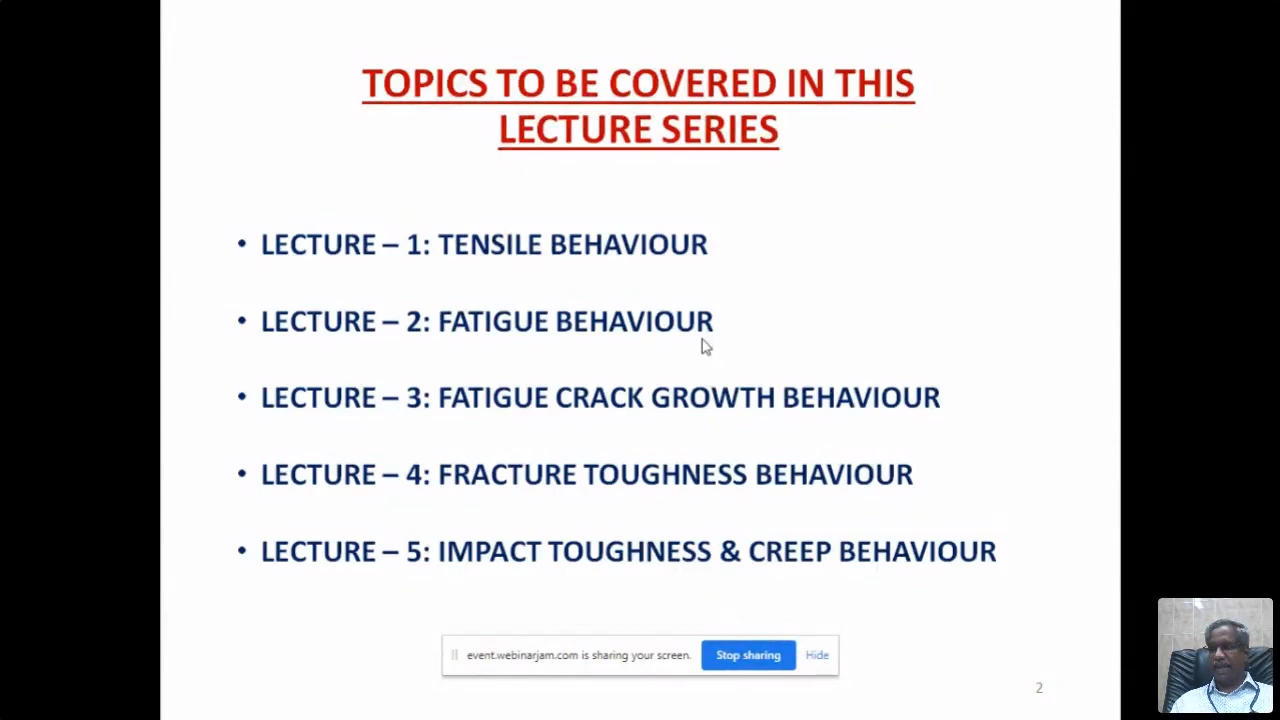 TOPICS TO BE COVERED IN THIS
LECTURE SERIES
• LECTURE – 1: TENSILE BEHAVIOUR
• LECTURE – 2: FATIGUE BEHAVIOUR
• LECTURE – 3: FATIGUE CRACK GROWTH BEHAVIOUR
• LECTURE – 4: FRACTURE TOUGHNESS BEHAVIOUR
• LECTURE – 5: IMPACT TOUGHNESS & CREEP BEHAVIOUR
event.webinarjam.com is sharing your screen. Stop sharing Hide
2